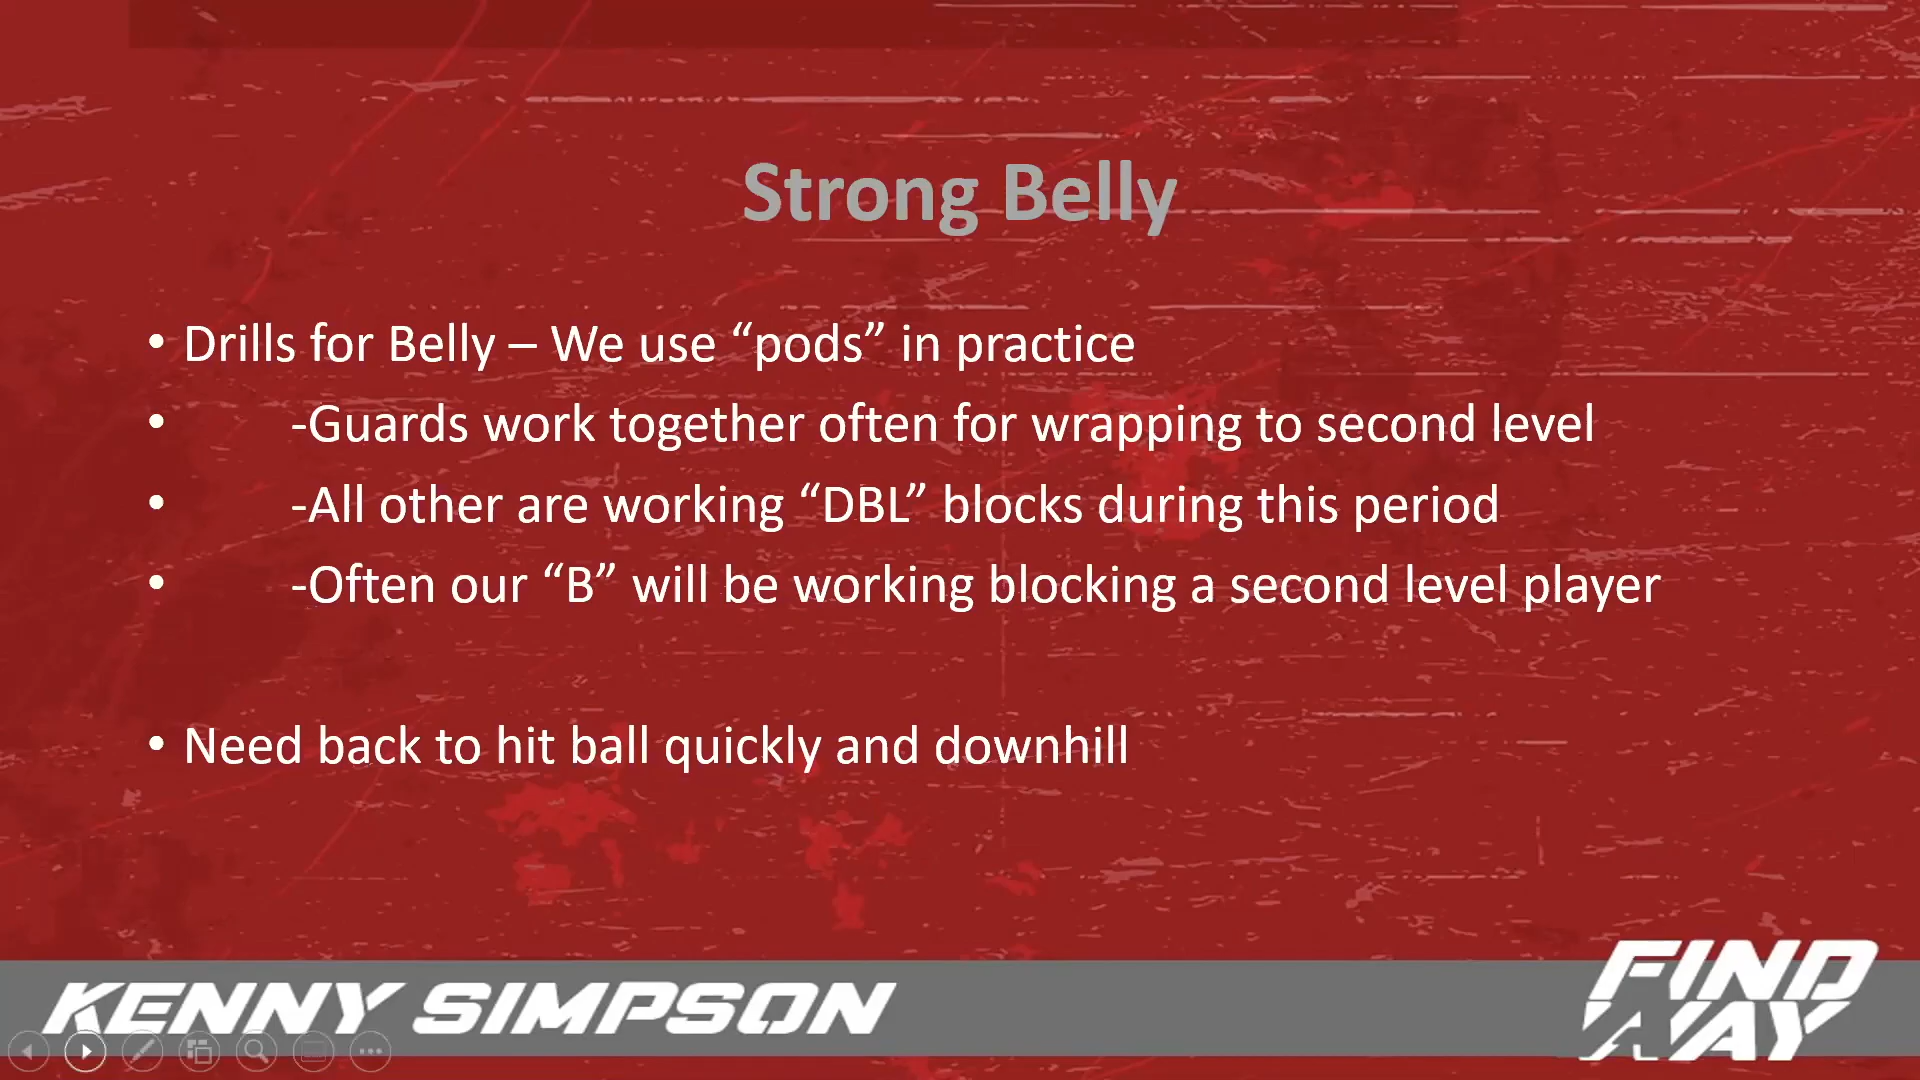 Strong Belly
• Drills for Belly – We use “pods” in practice
• -Guards work together often for wrapping to second level
• -All other are working “DBL” blocks during this period
• -Often our “B” will be working blocking a second level player
• Need back to hit ball quickly and downhill
KENNY SIMPSON
FIND
A WAY